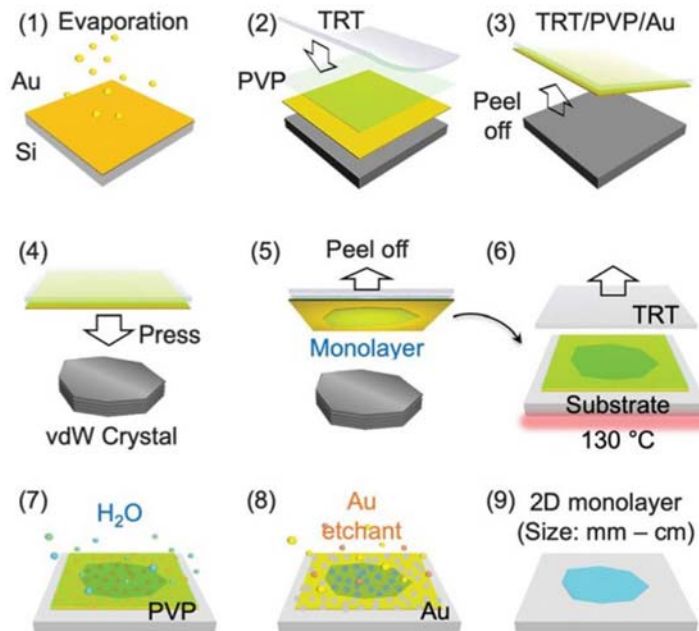 (1) Evaporation
Au
Si
(2) TRT
PVP
(3) TRT/PVP/Au
Peel
off
(4)
Press
vdW Crystal
(5) Peel off
Monolayer
(6)
TRT
Substrate
130 °C
(7)
H₂O
PVP
(8) Au
etchant
Au
(9) 2D monolayer
(Size: mm – cm)